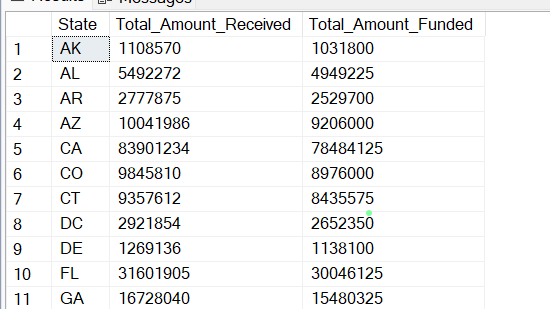 State Total_Amount_Received Total_Amount_Funded
1 AK 1108570 1031800
2 AL 5492272 4949225
3 AR 2777875 2529700
4 AZ 10041986 9206000
5 CA 83901234 78484125
6 CO 9845810 8976000
7 CT 9357612 8435575
8 DC 2921854 2652350
9 DE 1269136 1138100
10 FL 31601905 30046125
11 GA 16728040 15480325